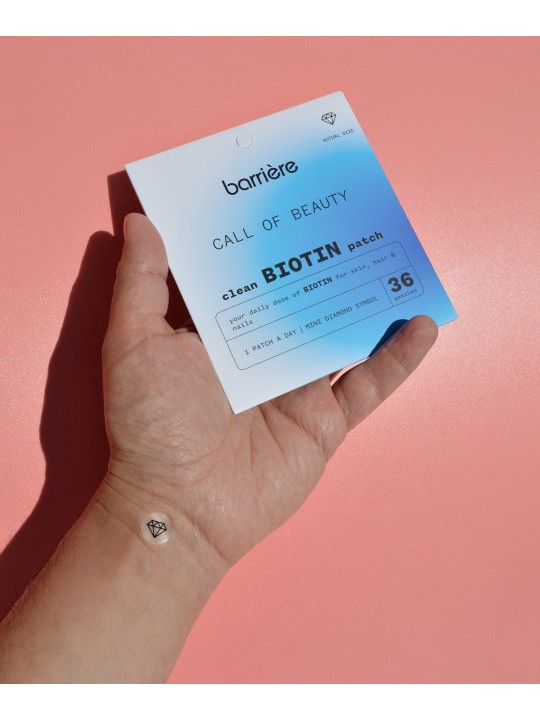 ACTUAL SIZE
barrière
CALL OF BEAUTY
clean BIOTIN patch
your daily dose of BIOTIN for skin, hair &
nails
1 PATCH A DAY | MINI DIAMOND SYMBOL
36
patches